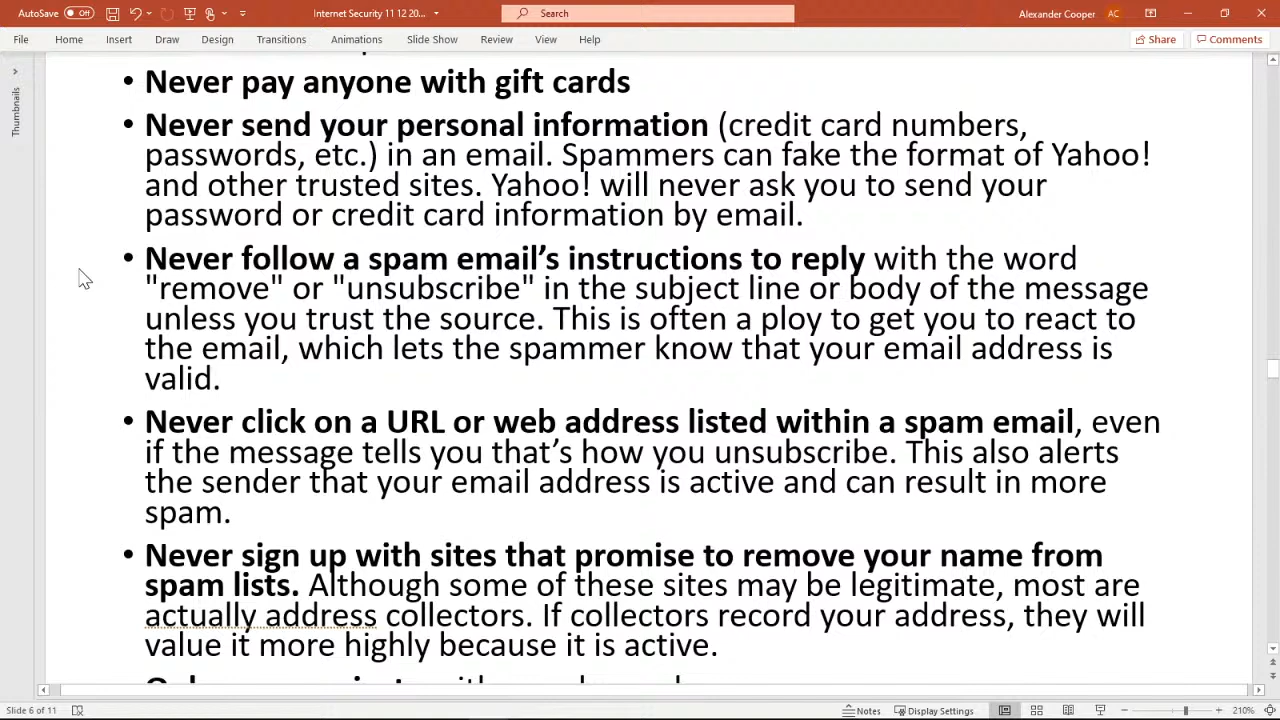 AutoSave Off Internet Security 11 12 20... Search Alexander Cooper AC
File Home Insert Draw Design Transitions Animations Slide Show Review View Help Share Comments
Thumbnails
• Never pay anyone with gift cards
• Never send your personal information (credit card numbers,
passwords, etc.) in an email. Spammers can fake the format of Yahoo!
and other trusted sites. Yahoo! will never ask you to send your
password or credit card information by email.
• Never follow a spam email’s instructions to reply with the word
"remove" or "unsubscribe" in the subject line or body of the message
unless you trust the source. This is often a ploy to get you to react to
the email, which lets the spammer know that your email address is
valid.
• Never click on a URL or web address listed within a spam email, even
if the message tells you that’s how you unsubscribe. This also alerts
the sender that your email address is active and can result in more
spam.
• Never sign up with sites that promise to remove your name from
spam lists. Although some of these sites may be legitimate, most are
actually address collectors. If collectors record your address, they will
value it more highly because it is active.
Slide 6 of 11 Notes Display Settings 210%